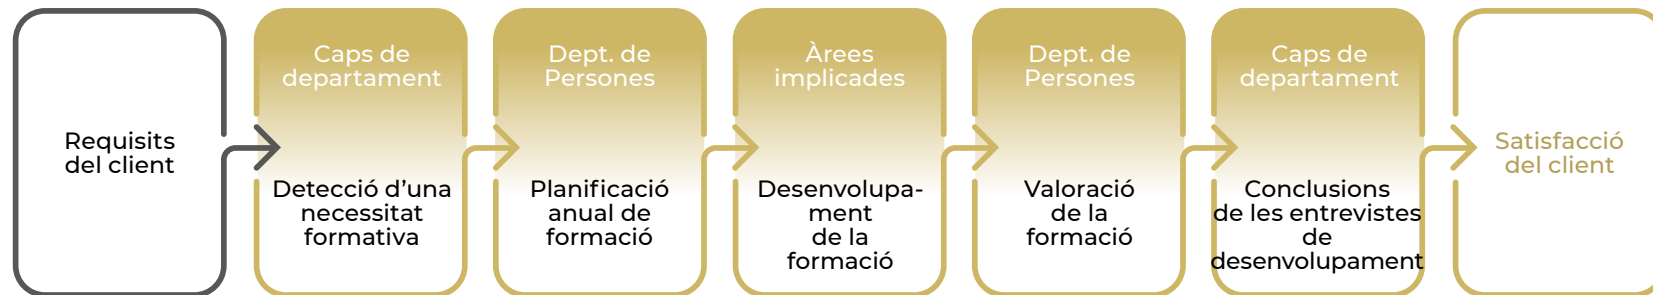 Requisits
del client
Caps de
departament
Detecció d’una
necessitat
formativa
Dept. de
Persones
Planificació
anual de
formació
Àrees
implicades
Desenvolupa-
ment
de la
formació
Dept. de
Persones
Valoració
de la
formació
Caps de
departament
Conclusions
de les entrevistes
de
desenvolupament
Satisfacció
del client